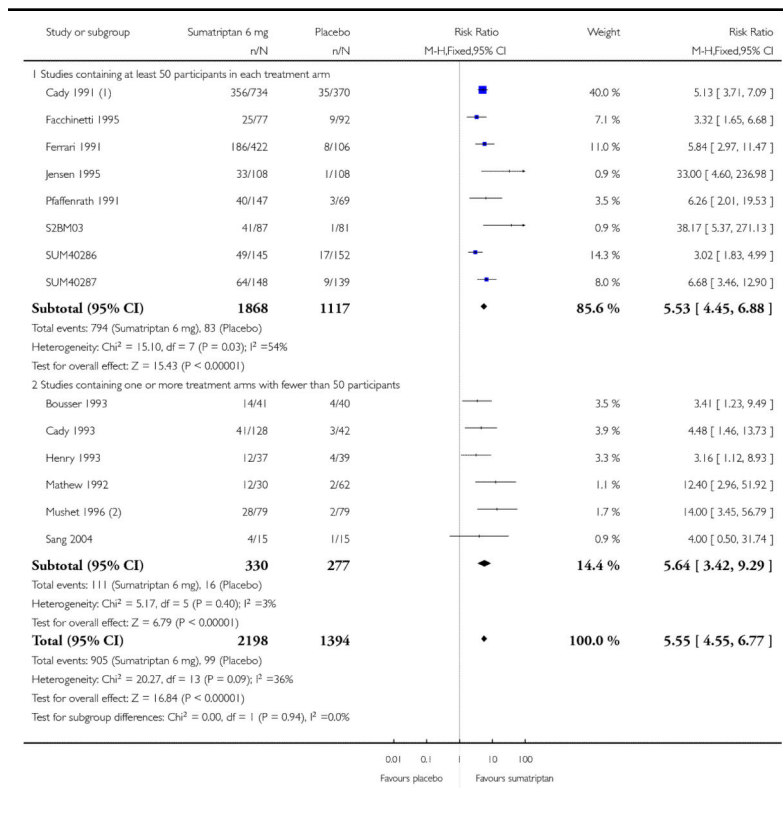 Study or subgroup Sumatriptan 6 mg Placebo Risk Ratio Weight Risk Ratio
n/N n/N M-H,Fixed,95% CI M-H,Fixed,95% CI
1 Studies containing at least 50 participants in each treatment arm
Cady 1991 (1) 356/734 35/370 40.0 % 5.13 [ 3.71, 7.09 ]
Facchinetti 1995 25/77 9/92 7.1 % 3.32 [ 1.65, 6.68 ]
Ferrari 1991 186/422 8/106 11.0 % 5.84 [ 2.97, 11.47 ]
Jensen 1995 33/108 1/108 0.9 % 33.00 [ 4.60, 236.98 ]
Pfaffenrath 1991 40/147 3/69 3.5 % 6.26 [ 2.01, 19.53 ]
S2BM03 41/87 1/81 0.9 % 38.17 [ 5.37, 271.13 ]
SUM40286 49/145 17/152 14.3 % 3.02 [ 1.83, 4.99 ]
SUM40287 64/148 9/139 8.0 % 6.68 [ 3.46, 12.90 ]
Subtotal (95% CI) 1868 1117 85.6 % 5.53 [ 4.45, 6.88 ]
Total events: 794 (Sumatriptan 6 mg), 83 (Placebo)
Heterogeneity: Chi² = 15.10, df = 7 (P = 0.03); I² =54%
Test for overall effect: Z = 15.43 (P < 0.00001)
2 Studies containing one or more treatment arms with fewer than 50 participants
Bousser 1993 14/41 4/40 3.5 % 3.41 [ 1.23, 9.49 ]
Cady 1993 41/128 3/42 3.9 % 4.48 [ 1.46, 13.73 ]
Henry 1993 12/37 4/39 3.3 % 3.16 [ 1.12, 8.93 ]
Mathew 1992 12/30 2/62 1.1 % 12.40 [ 2.96, 51.92 ]
Mushet 1996 (2) 28/79 2/79 1.7 % 14.00 [ 3.45, 56.79 ]
Sang 2004 4/15 1/15 0.9 % 4.00 [ 0.50, 31.74 ]
Subtotal (95% CI) 330 277 14.4 % 5.64 [ 3.42, 9.29 ]
Total events: 111 (Sumatriptan 6 mg), 16 (Placebo)
Heterogeneity: Chi² = 5.17, df = 5 (P = 0.40); I² =3%
Test for overall effect: Z = 6.79 (P < 0.00001)
Total (95% CI) 2198 1394 100.0 % 5.55 [ 4.55, 6.77 ]
Total events: 905 (Sumatriptan 6 mg), 99 (Placebo)
Heterogeneity: Chi² = 20.27, df = 13 (P = 0.09); I² =36%
Test for overall effect: Z = 16.84 (P < 0.00001)
Test for subgroup differences: Chi² = 0.00, df = 1 (P = 0.94), I² =0.0%
0.01 0.1 1 10 100
Favours placebo Favours sumatriptan